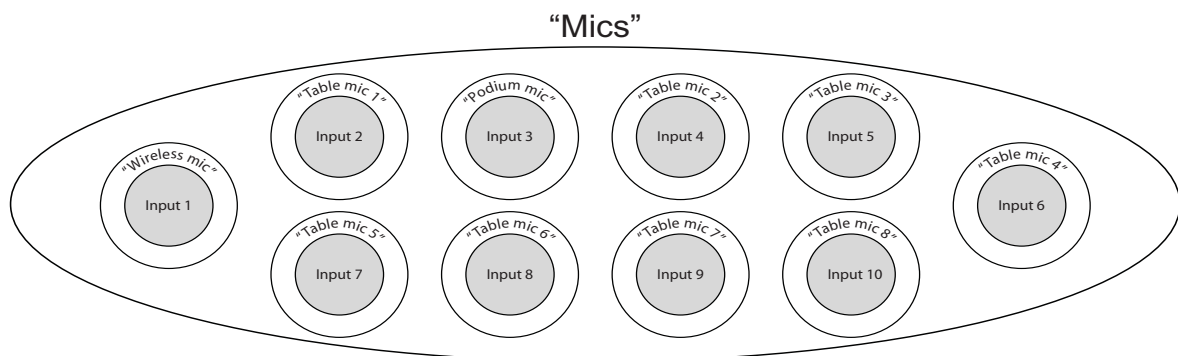 “Mics”
“Table mic 1”
Input 2
“Podium mic”
Input 3
“Table mic 2”
Input 4
“Table mic 3”
Input 5
“Wireless mic”
Input 1
“Table mic 4”
Input 6
“Table mic 5”
Input 7
“Table mic 6”
Input 8
“Table mic 7”
Input 9
“Table mic 8”
Input 10